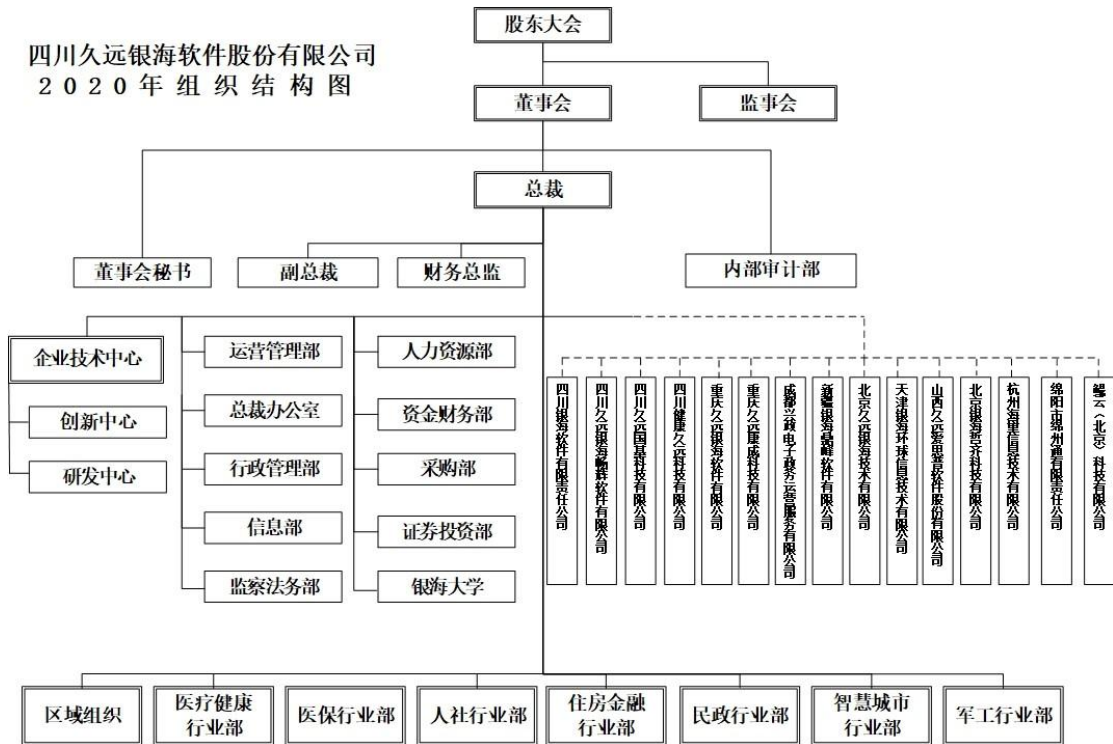 四川久远银海软件股份有限公司
2020年组织结构图
股东大会
董事会
监事会
总裁
董事会秘书
副总裁
财务总监
内部审计部
企业技术中心
创新中心
研发中心
运营管理部
总裁办公室
行政管理部
信息部
监察法务部
人力资源部
资金财务部
采购部
证券投资部
银海大学
四川银海软件有限责任公司
四川久远银海畅辉软件有限公司
四川久远国基科技有限公司
四川健康久远科技有限公司
重庆久远银海软件有限公司
重庆久远康威科技有限公司
成都兴政电子政务运营服务有限公司
新疆银海鼎峰软件有限公司
北京久远银海技术有限公司
天津银海环球信息技术有限公司
山西久远爱思普软件股份有限公司
北京银海哲齐科技有限公司
杭州海里信息技术有限公司
绵阳市绵州通有限责任公司
云(北京)科技有限公司
区域组织
医疗健康
行业部
医保行业部
人社行业部
住房金融
行业部
民政行业部
智慧城市
行业部
军工行业部